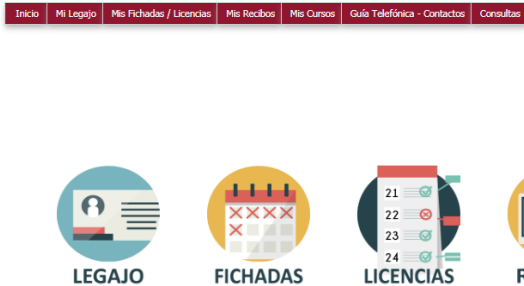 Inicio Mi Legajo Mis Fichadas / Licencias Mis Recibos Mis Cursos Guía Telefónica - Contactos Consultas
21
22
23
24
LEGAJO FICHADAS LICENCIAS